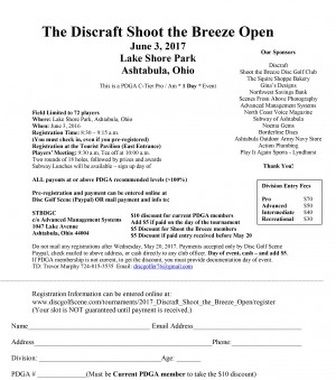 The Discraft Shoot the Breeze Open
June 3, 2017
Lake Shore Park
Ashtabula, Ohio
This is a PDGA C-Tier Pro / Am * 1 Day * Event
Our Sponsors
Discraft
Shoot the Breeze Disc Golf Club
The Squire Shoppe Bakery
Gina's Designs
Northwest Savings Bank
Scenes From Above Photography
Advanced Management Systems
North Coast Voice Magazine
Subway of Ashtabula
Noema Gems
Borderline Discs
Ashtabula Outdoor Army/Navy Store
Action Plumbing
Play It Again Sports - Lyndhurst
Thank You!
Field Limited to 72 players
Where: Lake Shore Park, Ashtabula, Ohio
When: June 3, 2016
Registration Time: 8:30 – 9:15 a.m.
(You must check in, even if you pre-registered)
Registration at the Tourist Pavilion (East Entrance)
Players' Meeting: 9:30 a.m, Tee off at 10:00 a.m.
Two rounds of 18 holes, followed by prizes and awards
Subway Lunches will be available – sign up day of
ALL payouts at or above PDGA recommended levels (+100%)
Pre-registration and payment can be entered online at
Disc Golf Scene (Paypal) OR mail payment and info to:
STBDGC
c/o Advanced Management Systems
1047 Lake Avenue
Ashtabula, Ohio 44004
$10 discount for current PDGA members
Add $5 if paid on the day of the tournament
$5 Discount for Shoot the Breeze members
$5 Discount if paid entry received before May 20
Division Entry Fees
Pro $70
Advanced $50
Intermediate $40
Recreational $30
Do not mail any registrations after Wednesday, May 20, 2017. Payments accepted only by Disc Golf Scene
Paypal, check mailed to above address, or cash directly to any club officer. Day of event, cash – and add $5.
If PDGA membership is not current, to get the discount, you must provide documentation day of event.
TD: Trevor Murphy 724-815-3535 Email:
Registration Information can be entered online at:
www.discgolfscene.com/tournaments/2017_Discraft_Shoot_the_Breeze_Open/register
(Your slot is NOT guaranteed until payment is received.)
Name Email Address
Address Phone
Division: Age:
PDGA # (Must be Current PDGA member to take the $10 discount)